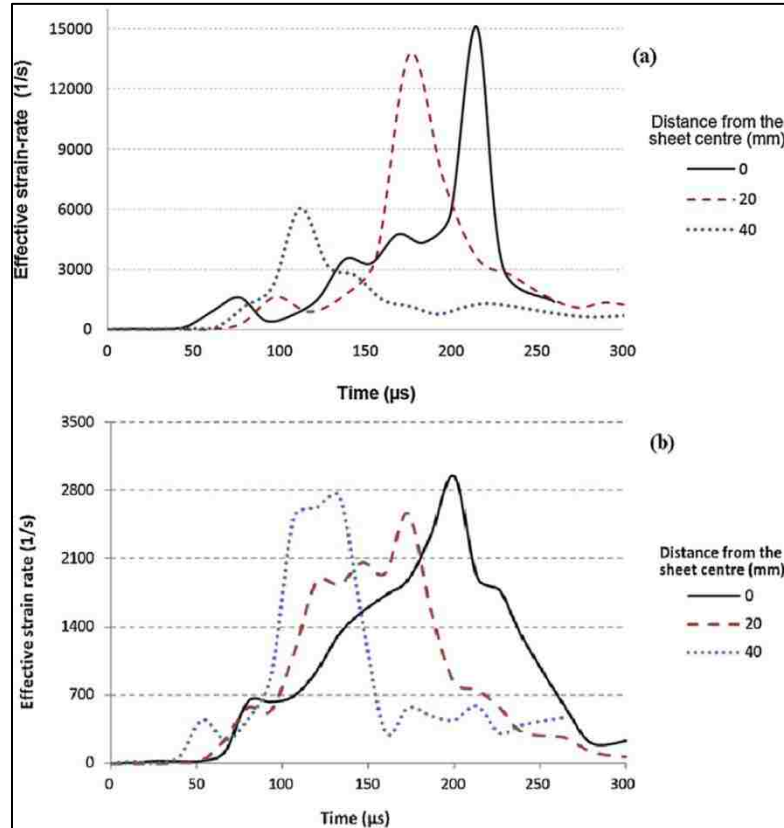 (a)
Effective strain-rate (1/s)
15000
12000
9000
6000
3000
0
0 50 100 150 200 250 300
Time (µs)
Distance from the
sheet centre (mm)
0
20
40
(b)
Effective strain rate (1/s)
3500
2800
2100
1400
700
0
0 50 100 150 200 250 300
Time (µs)
Distance from the
sheet centre (mm)
0
20
40